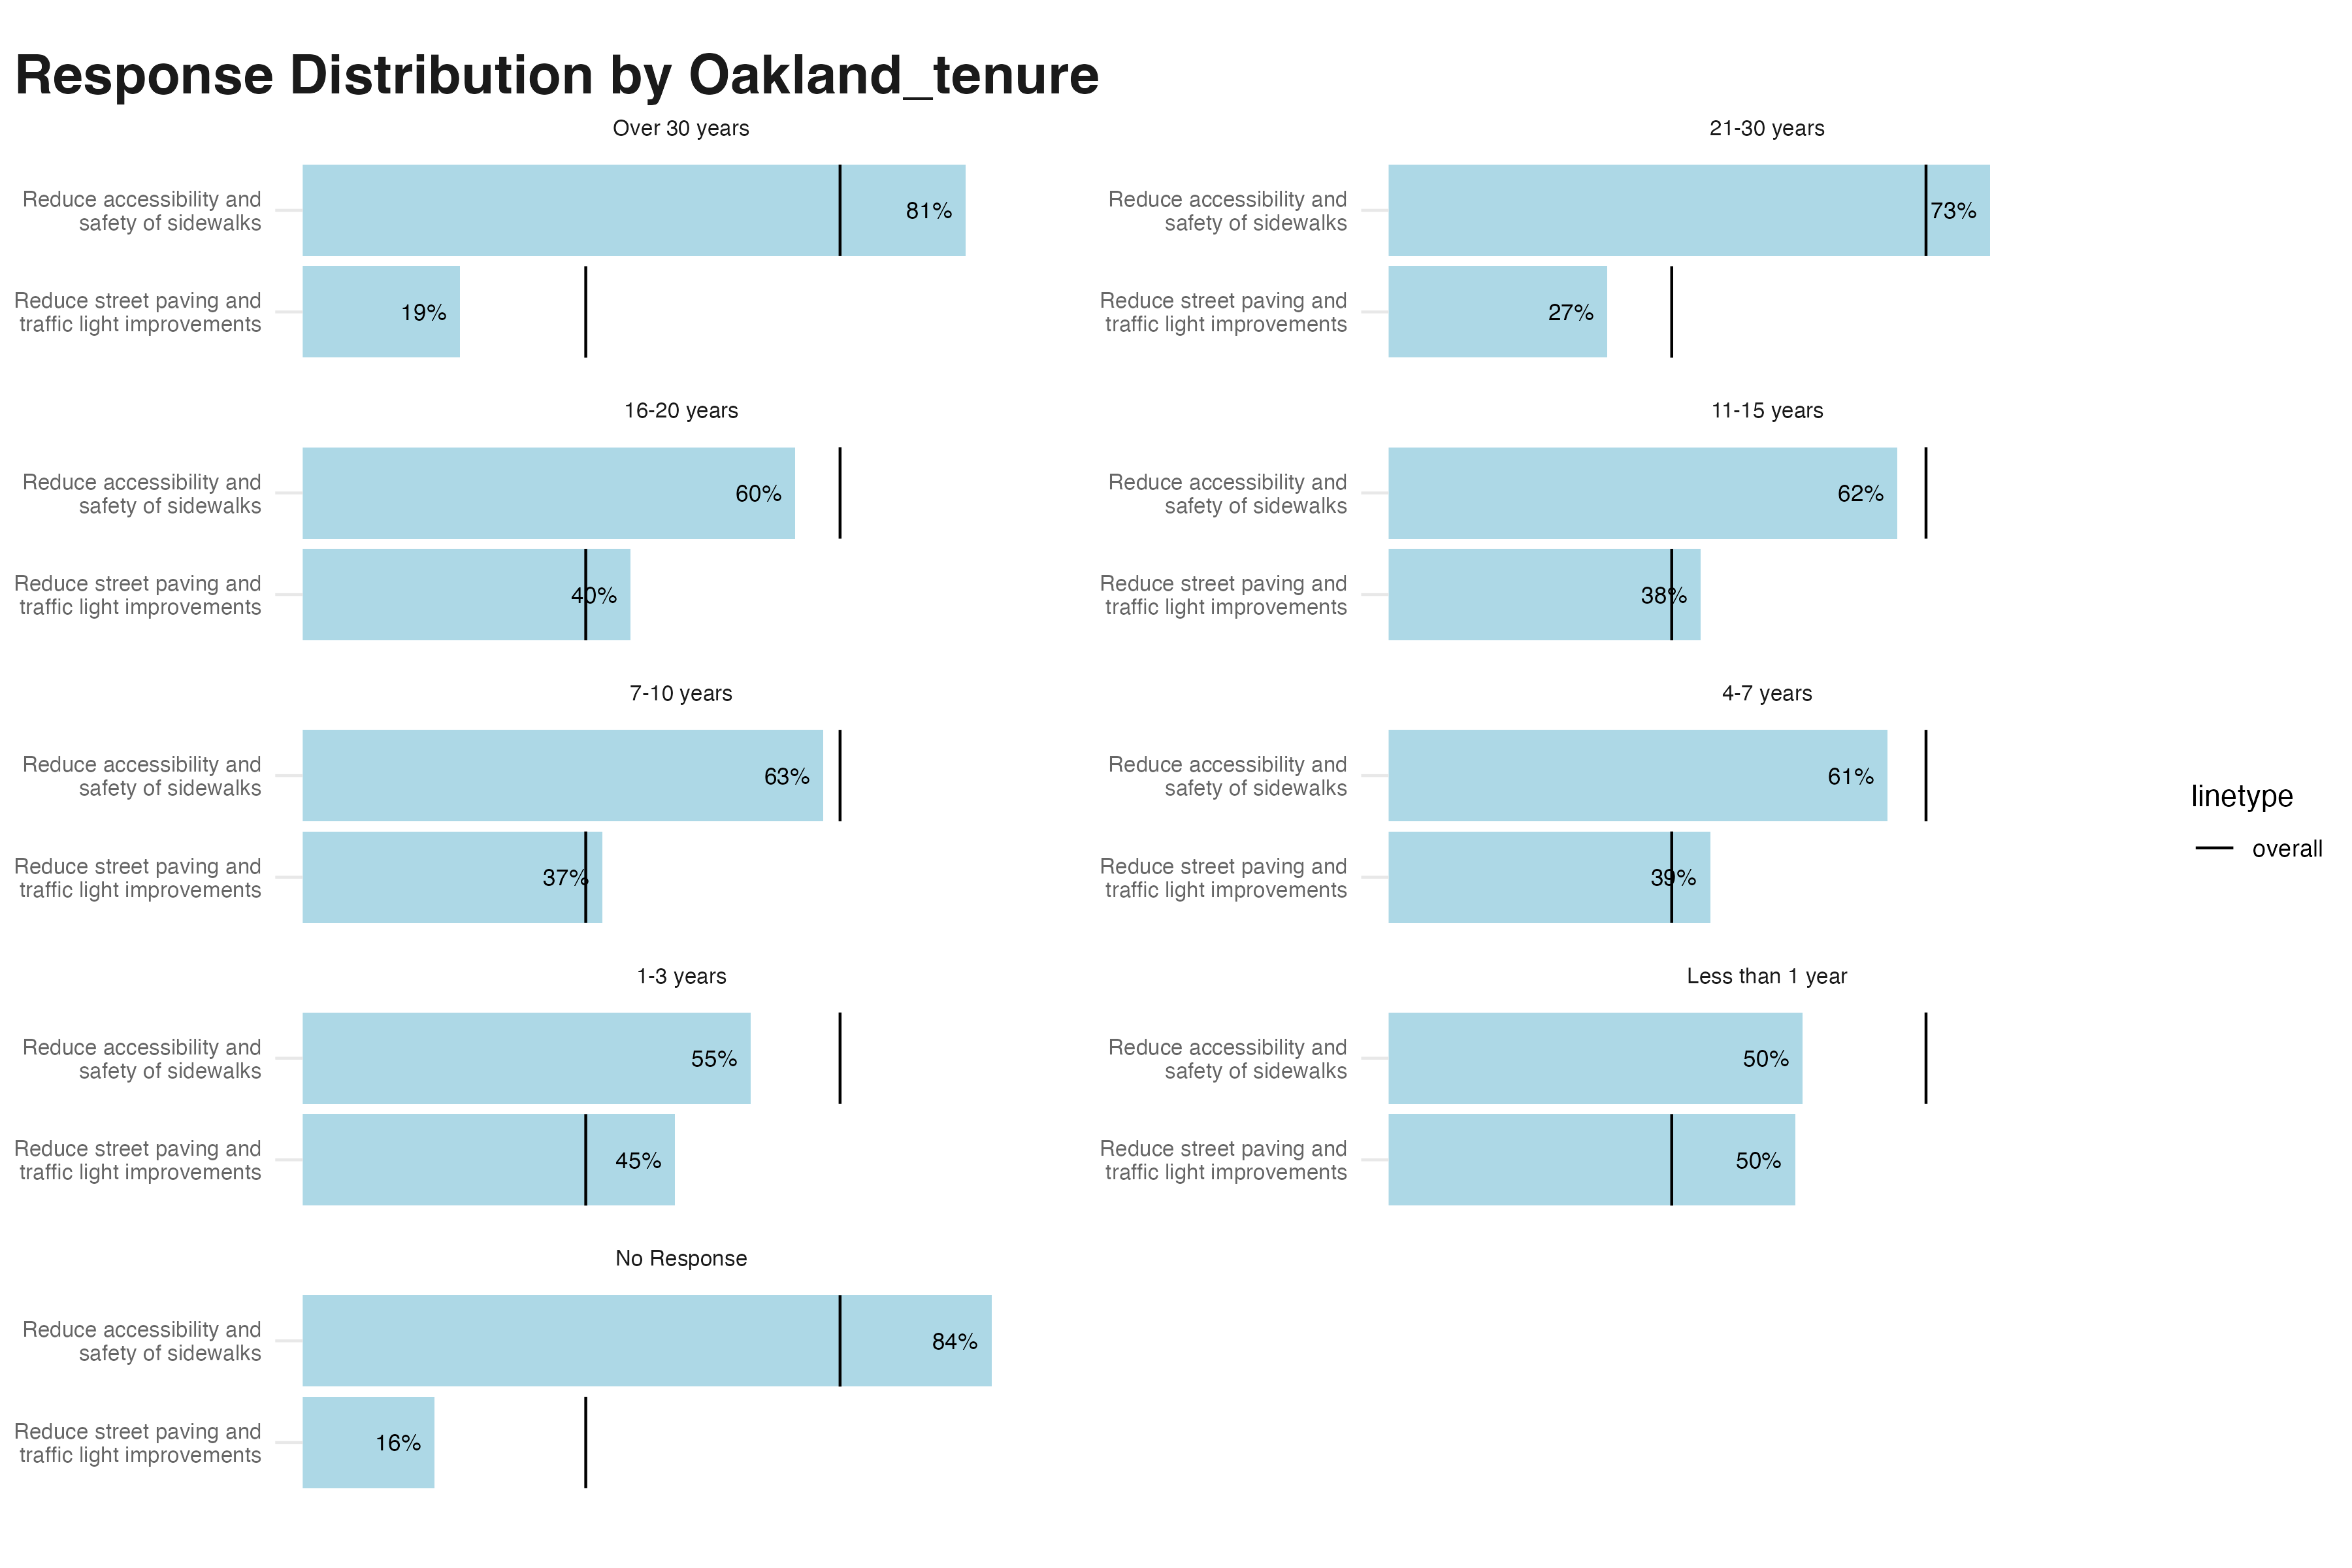 Response Distribution by Oakland_tenure
Over 30 years
Reduce accessibility and
safety of sidewalks
81%
Reduce street paving and
traffic light improvements
19%
21-30 years
Reduce accessibility and
safety of sidewalks
73%
Reduce street paving and
traffic light improvements
27%
16-20 years
Reduce accessibility and
safety of sidewalks
60%
Reduce street paving and
traffic light improvements
40%
11-15 years
Reduce accessibility and
safety of sidewalks
62%
Reduce street paving and
traffic light improvements
38%
7-10 years
Reduce accessibility and
safety of sidewalks
63%
Reduce street paving and
traffic light improvements
37%
4-7 years
Reduce accessibility and
safety of sidewalks
61%
Reduce street paving and
traffic light improvements
39%
1-3 years
Reduce accessibility and
safety of sidewalks
55%
Reduce street paving and
traffic light improvements
45%
Less than 1 year
Reduce accessibility and
safety of sidewalks
50%
Reduce street paving and
traffic light improvements
50%
No Response
Reduce accessibility and
safety of sidewalks
84%
Reduce street paving and
traffic light improvements
16%
linetype
overall